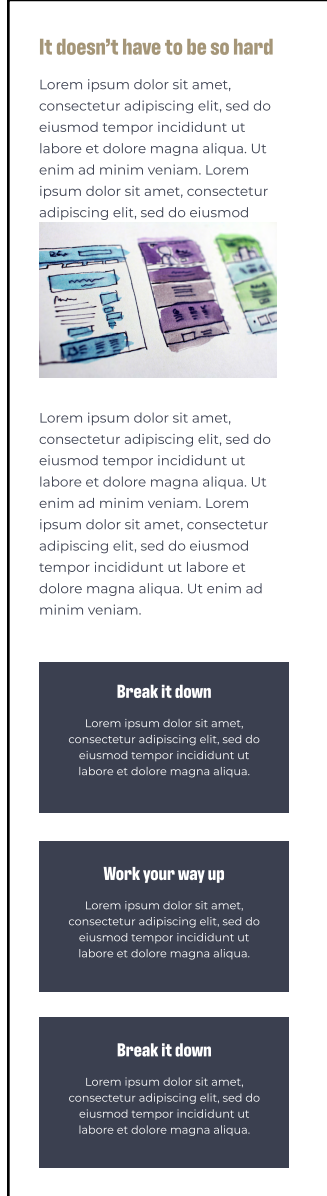 It doesn’t have to be so hard
Lorem ipsum dolor sit amet,
consectetur adipiscing elit, sed do
eiusmod tempor incididunt ut
labore et dolore magna aliqua. Ut
enim ad minim veniam. Lorem
ipsum dolor sit amet, consectetur
adipiscing elit, sed do eiusmod
Lorem ipsum dolor sit amet,
consectetur adipiscing elit, sed do
eiusmod tempor incididunt ut
labore et dolore magna aliqua. Ut
enim ad minim veniam. Lorem
ipsum dolor sit amet, consectetur
adipiscing elit, sed do eiusmod
tempor incididunt ut labore et
dolore magna aliqua. Ut enim ad
minim veniam.
Break it down
Lorem ipsum dolor sit amet,
consectetur adipiscing elit, sed do
eiusmod tempor incididunt ut
labore et dolore magna aliqua.
Work your way up
Lorem ipsum dolor sit amet,
consectetur adipiscing elit, sed do
eiusmod tempor incididunt ut
labore et dolore magna aliqua.
Break it down
Lorem ipsum dolor sit amet,
consectetur adipiscing elit, sed do
eiusmod tempor incididunt ut
labore et dolore magna aliqua.